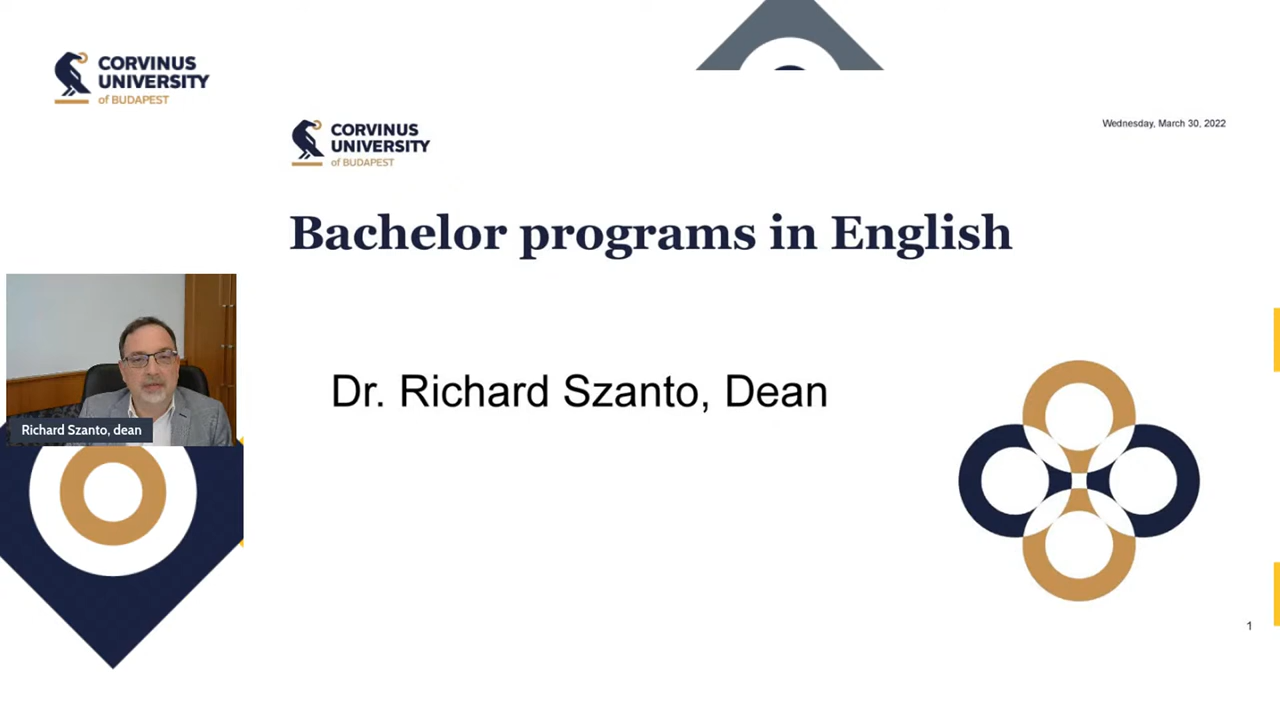 CORVINUS
UNIVERSITY
of BUDAPEST
CORVINUS
UNIVERSITY
of BUDAPEST
Wednesday, March 30, 2022
Bachelor programs in English
Dr. Richard Szanto, Dean
Richard Szanto, dean
1